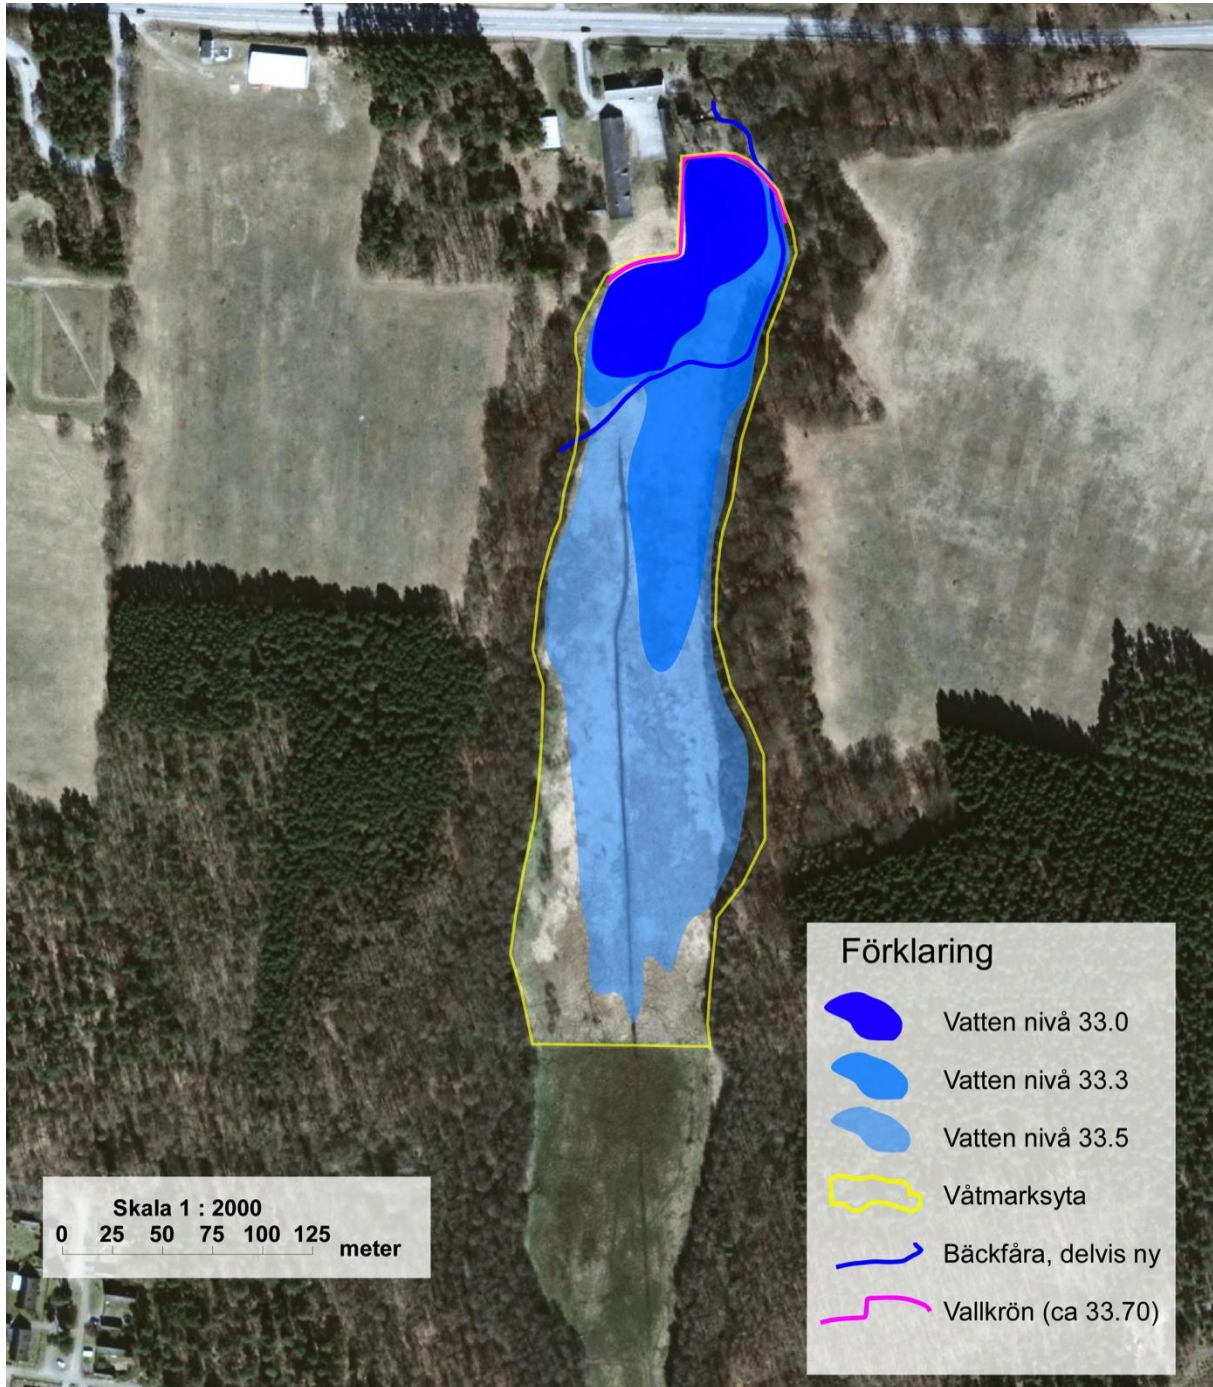 Förklaring
Vatten nivå 33.0
Vatten nivå 33.3
Vatten nivå 33.5
Våtmarksyta
Bäckfåra, delvis ny
Vallkrön (ca 33.70)
Skala 1 : 2000
0 25 50 75 100 125 meter